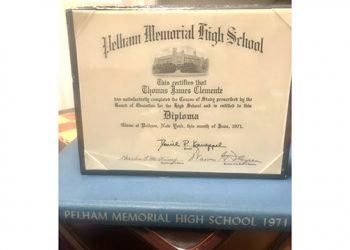 Pelham Memorial High School
This certifies that
Thomas James Clemente
has satisfactorily completed the Course of Study prescribed by the
Board of Education for the High School and is entitled to this
Diploma
Given at Pelham, New York, this month of June, 1971.
PELHAM MEMORIAL HIGH SCHOOL 1971